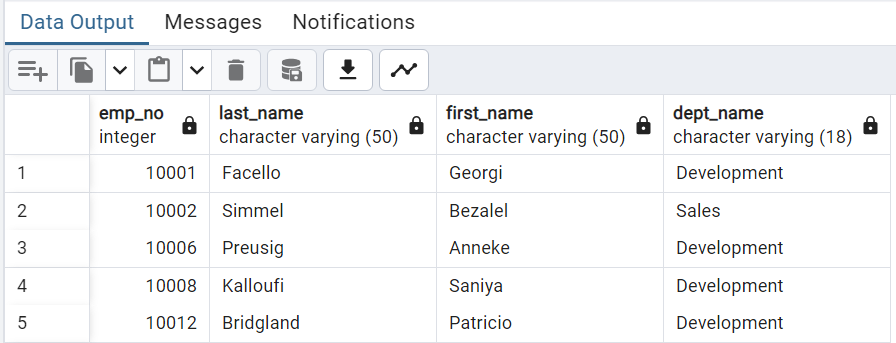 Data Output Messages Notifications
emp_no last_name first_name dept_name
integer character varying (50) character varying (50) character varying (18)
1 10001 Facello Georgi Development
2 10002 Simmel Bezalel Sales
3 10006 Preusig Anneke Development
4 10008 Kalloufi Saniya Development
5 10012 Bridgland Patricio Development